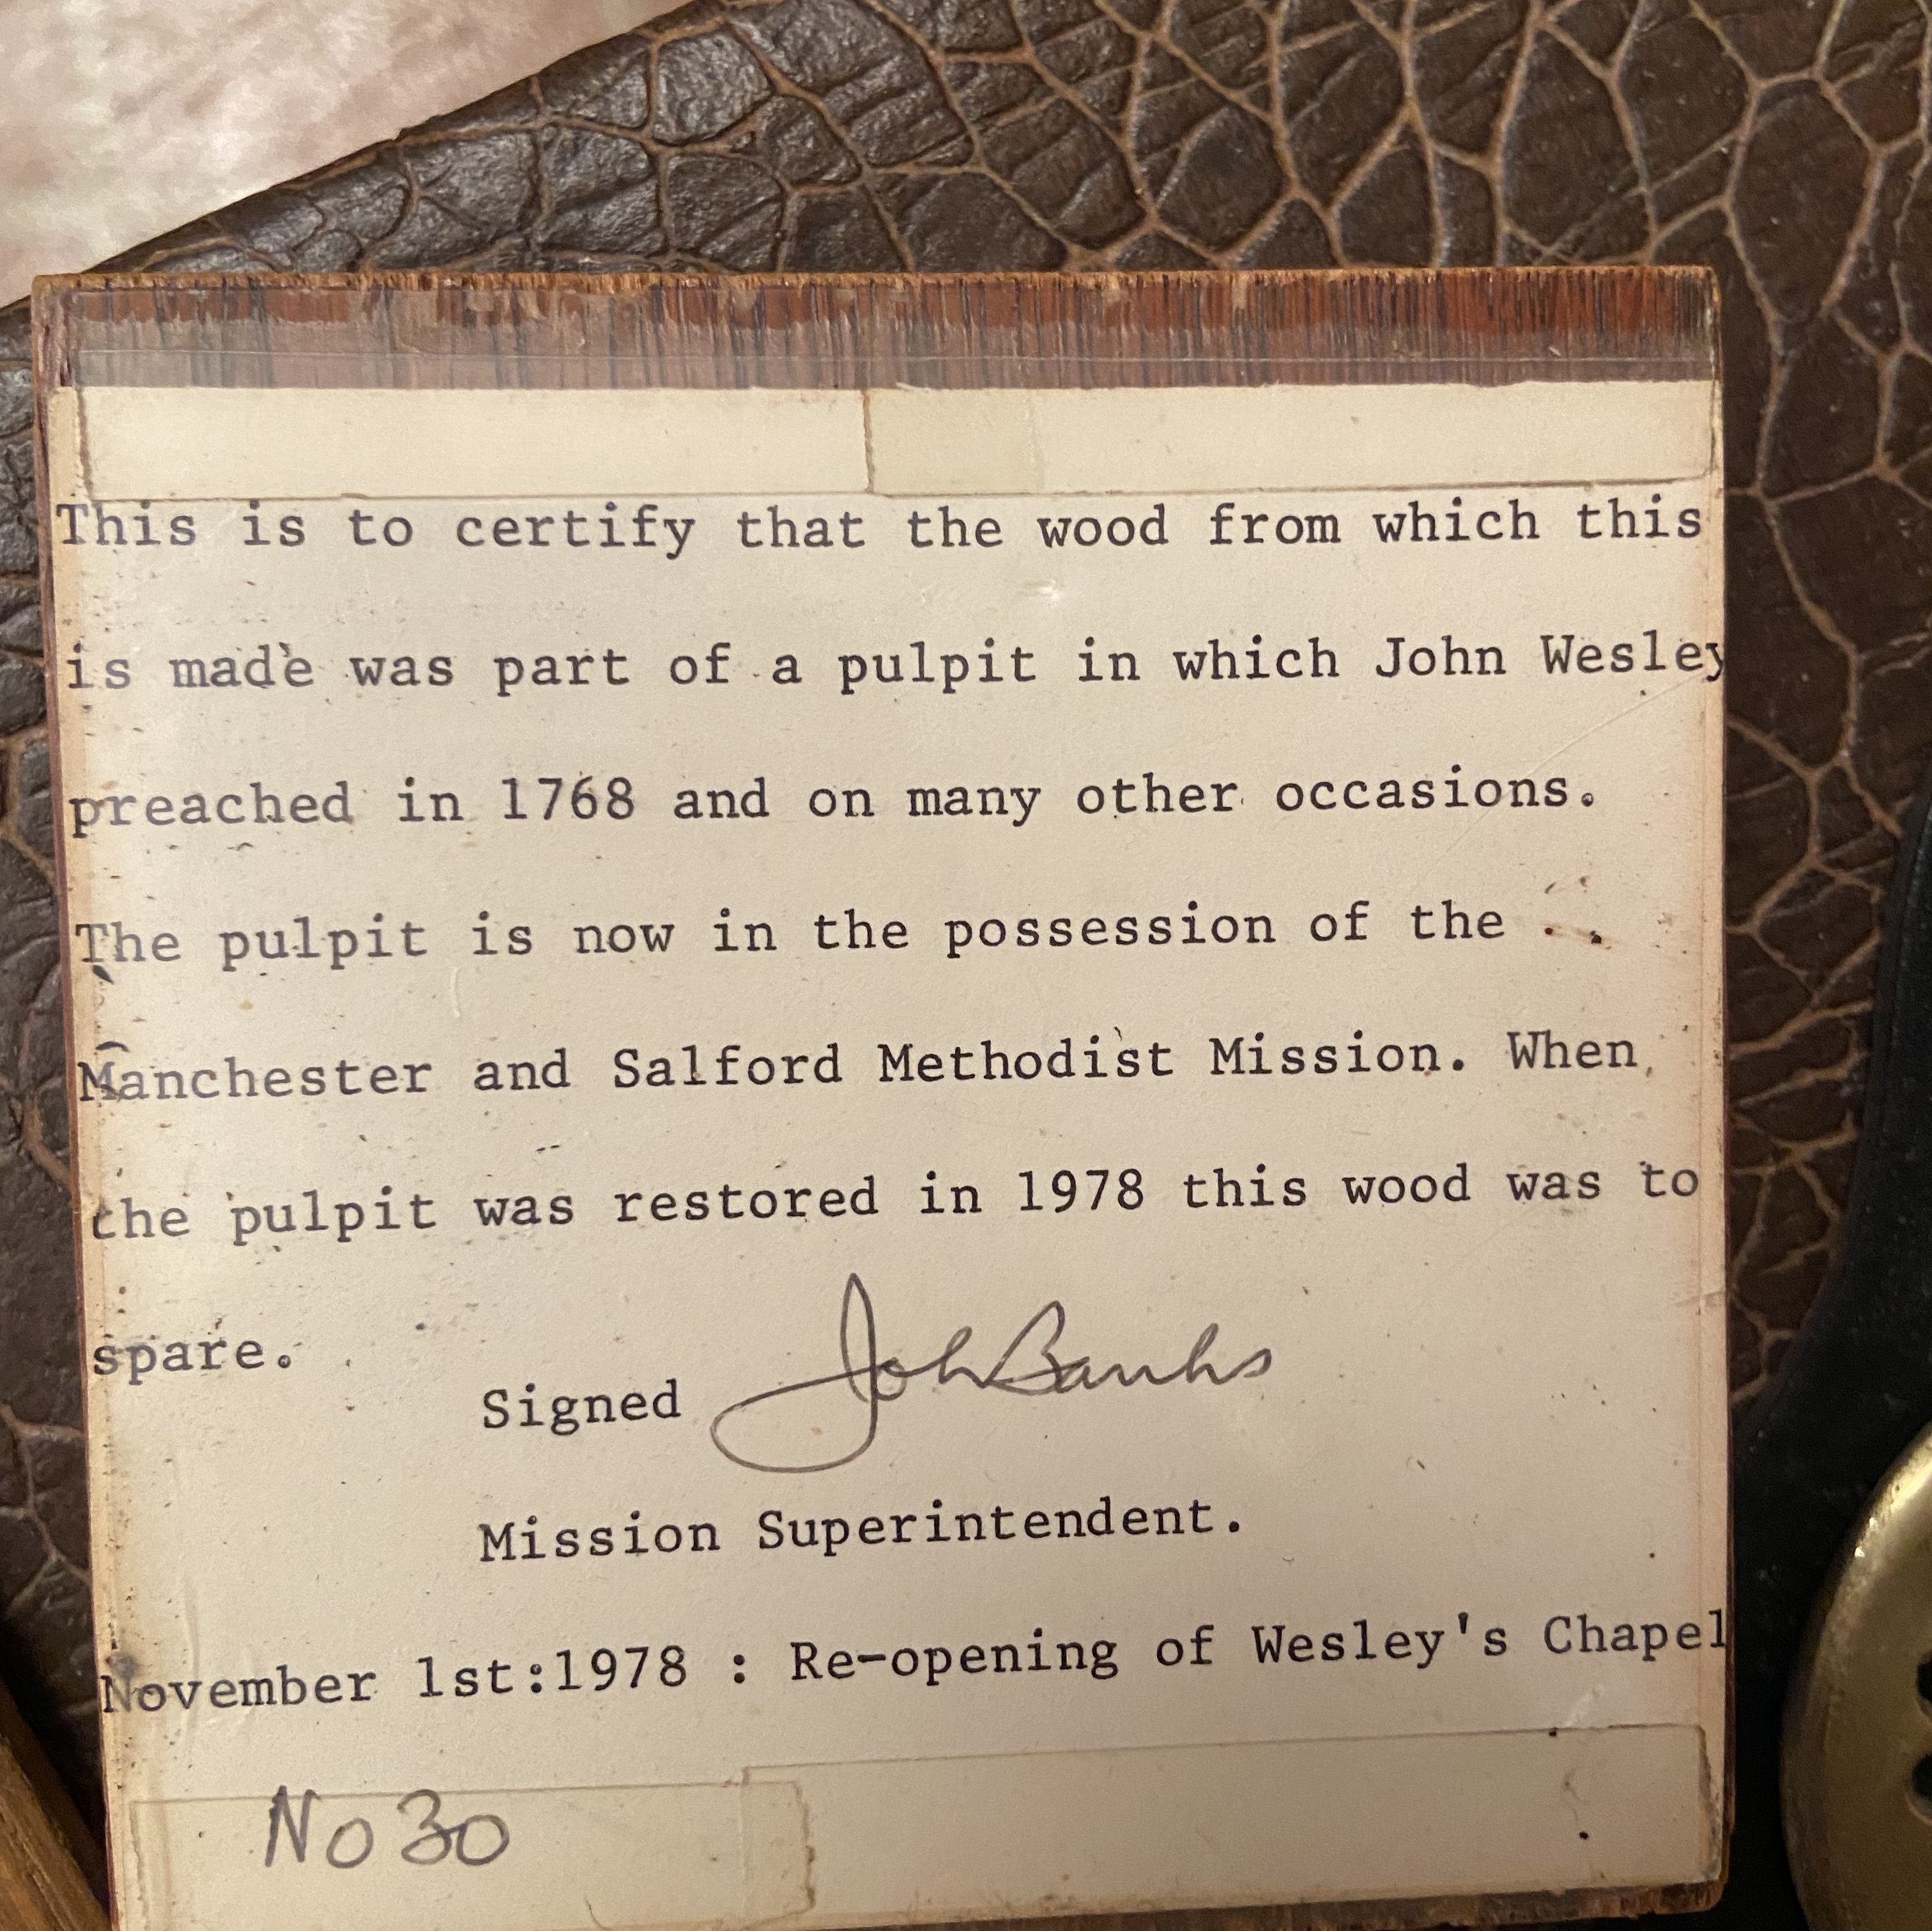 This is to certify that the wood from which this
is made was part of a pulpit in which John Wesley
preached in 1768 and on many other occasions.
The pulpit is now in the possession of the
Manchester and Salford Methodist Mission. When
the pulpit was restored in 1978 this wood was to
spare.
Signed John Banks
Mission Superintendent.
November 1st:1978 : Re-opening of Wesley's Chapel
No 30